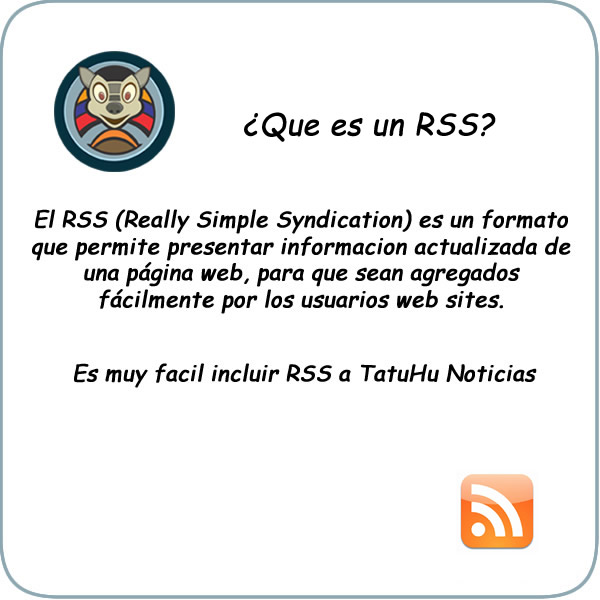 ¿Que es un RSS?
El RSS (Really Simple Syndication) es un formato
que permite presentar informacion actualizada de
una página web, para que sean agregados
fácilmente por los usuarios web sites.
Es muy facil incluir RSS a TatuHu Noticias